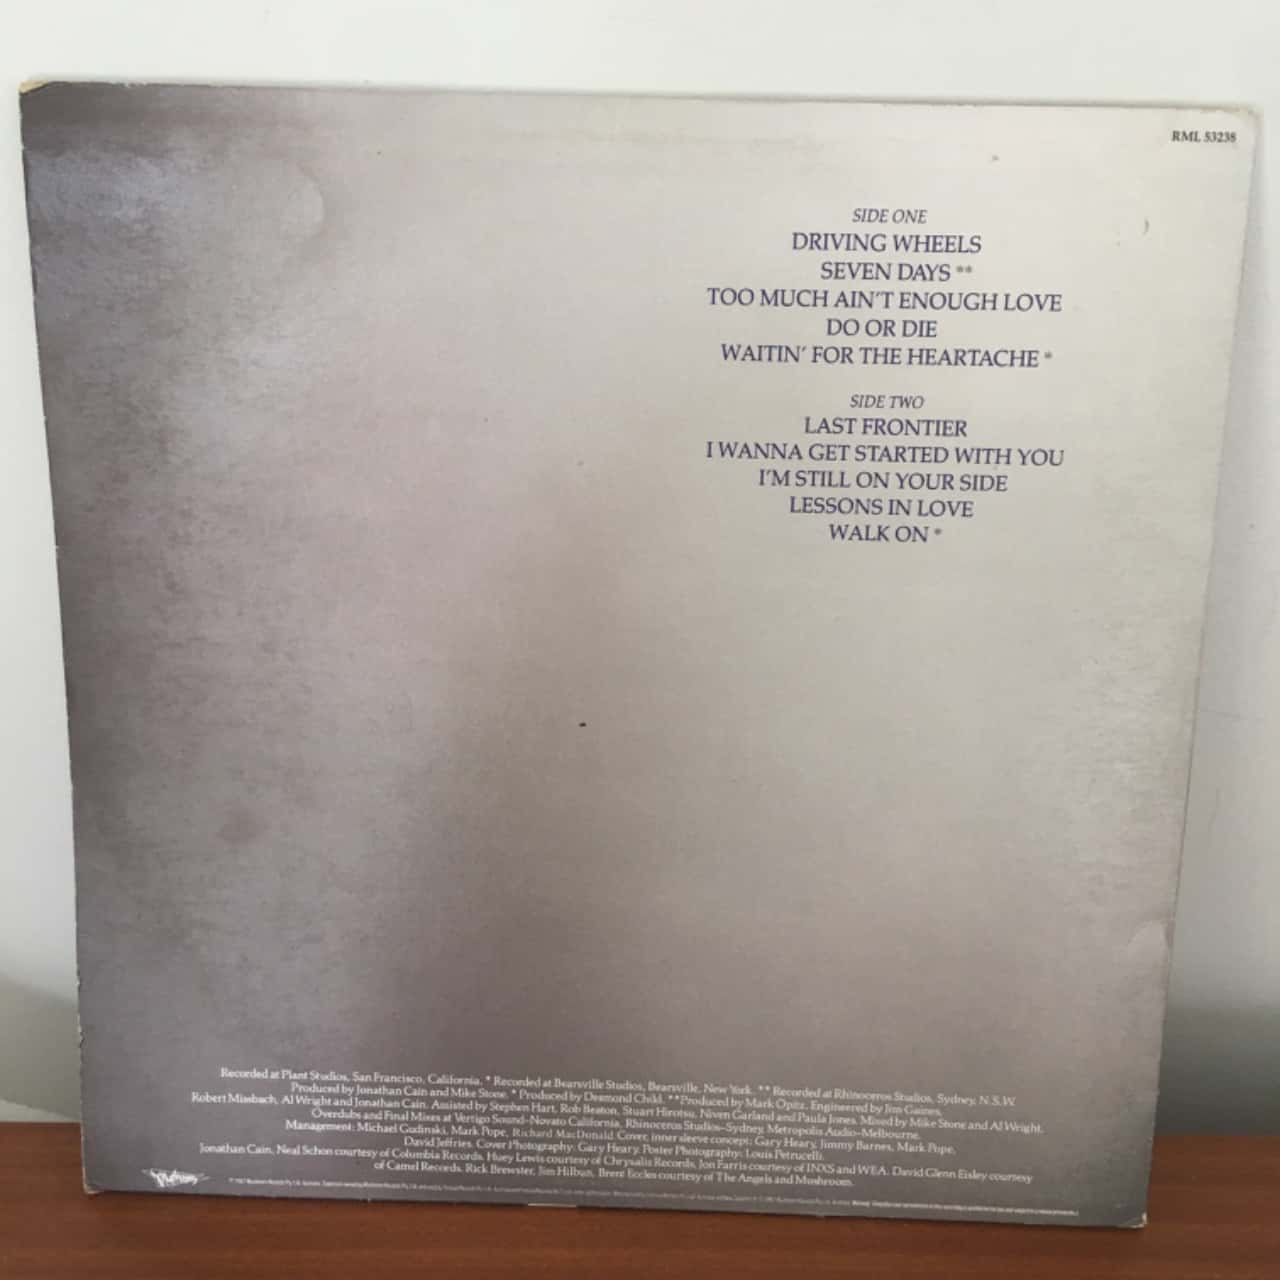 RML 53238
SIDE ONE
DRIVING WHEELS
SEVEN DAYS **
TOO MUCH AIN'T ENOUGH LOVE
DO OR DIE
WAITIN' FOR THE HEARTACHE *
SIDE TWO
LAST FRONTIER
I WANNA GET STARTED WITH YOU
I'M STILL ON YOUR SIDE
LESSONS IN LOVE
WALK ON *
Recorded at Plant Studios, San Francisco, California. * Recorded at Bearsville Studios, Bearsville, New York. ** Recorded at Rhinoceros Studios, Sydney, N.S.W.
Produced by Jonathan Cain and Mike Stone. * Produced by Desmond Child. **Produced by Mark Opitz. Engineered by Jim Gaines,
Robert Missbach, Al Wright and Jonathan Cain. Assisted by Stephen Hart, Rob Beaton, Stuart Hirotsu, Niven Garland and Paula Jones. Mixed by Mike Stone and Al Wright.
Overdubs and Final Mixes at Vertigo Sound–Novato California, Rhinoceros Studios–Sydney, Metropolis Audio–Melbourne.
Management: Michael Gudinski, Mark Pope, Richard MacDonald. Cover, inner sleeve concept: Gary Heary, Jimmy Barnes, Mark Pope,
David Jeffries. Cover Photography: Gary Heary. Poster Photography: Louis Petrucelli.
Jonathan Cain, Neal Schon courtesy of Columbia Records, Huey Lewis courtesy of Chrysalis Records, Jon Farris courtesy of INXS and WEA. David Glenn Eisley courtesy
of Camel Records. Rick Brewster, Jim Hilbun, Brent Eccles courtesy of The Angels and Mushroom.
Mushroom